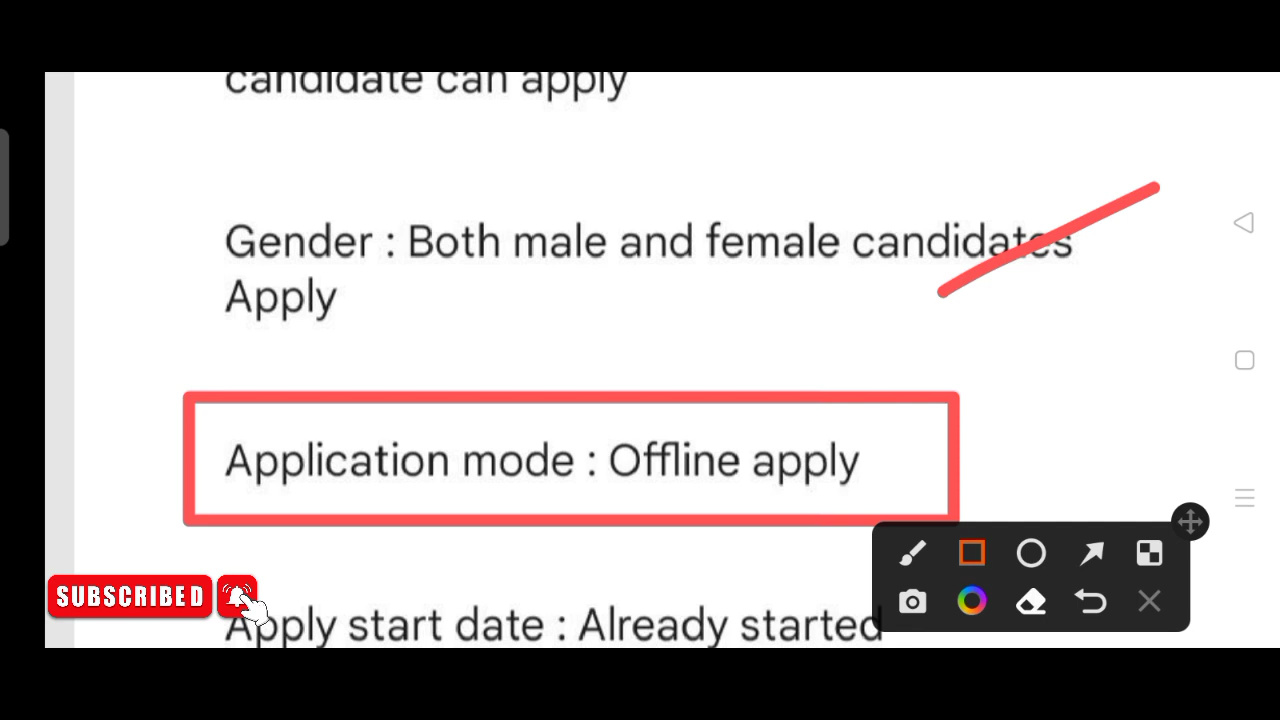 candidate can apply
Gender : Both male and female candidates
Apply
Application mode : Offline apply
SUBSCRIBED
Apply start date : Already started